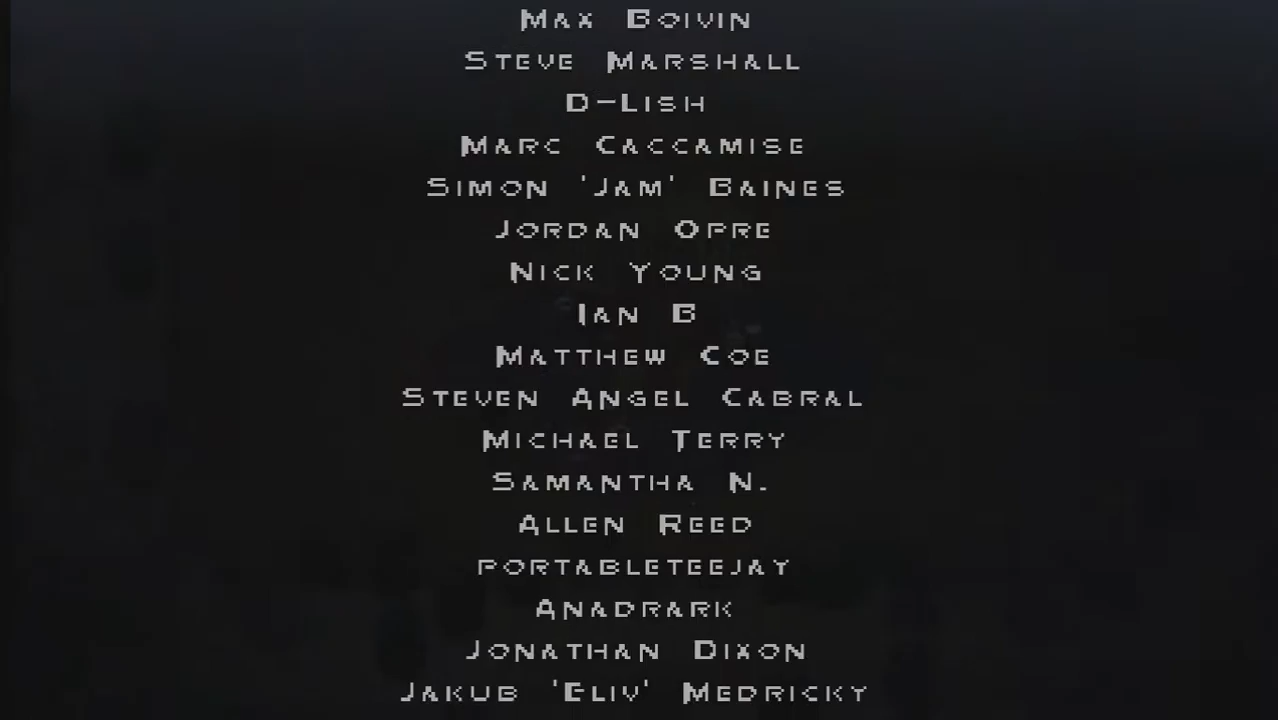 Max Boivin
Steve Marshall
D-Lish
Marc Caccamise
Simon 'Jam' Baines
Jordan Opre
Nick Young
Ian B
Matthew Coe
Steven Angel Cabral
Michael Terry
Samantha N.
Allen Reed
portableteejay
Anadrark
Jonathan Dixon
Jakub 'Eliv' Medricky